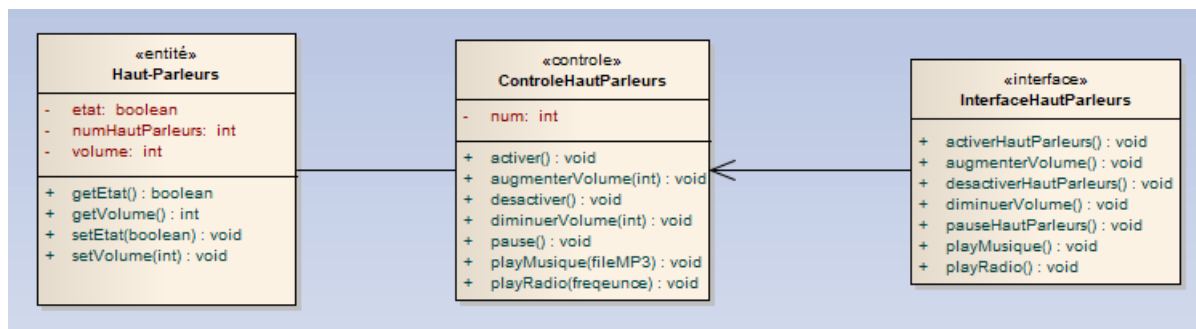 «entité»
Haut-Parleurs
- etat: boolean
- numHautParleurs: int
- volume: int
+ getEtat() : boolean
+ getVolume() : int
+ setEtat(boolean) : void
+ setVolume(int) : void
«controle»
ControleHautParleurs
- num: int
+ activer() : void
+ augmenterVolume(int) : void
+ desactiver() : void
+ diminuerVolume(int) : void
+ pause() : void
+ playMusique(fileMP3) : void
+ playRadio(freqeunce) : void
«interface»
InterfaceHautParleurs
+ activerHautParleurs() : void
+ augmenterVolume() : void
+ desactiverHautParleurs() : void
+ diminuerVolume() : void
+ pauseHautParleurs() : void
+ playMusique() : void
+ playRadio() : void